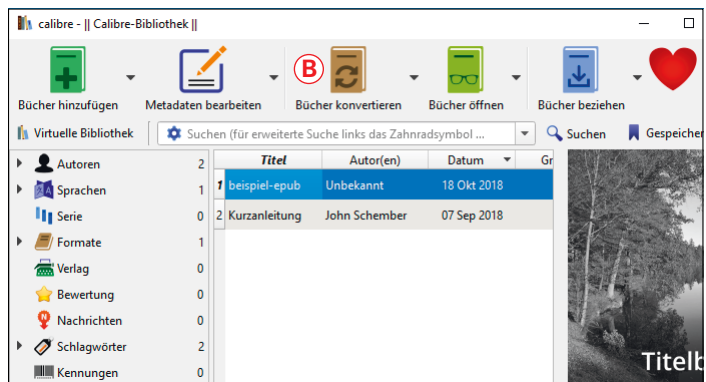 calibre - || Calibre-Bibliothek ||
B
Bücher hinzufügen Metadaten bearbeiten Bücher konvertieren Bücher öffnen Bücher beziehen
Virtuelle Bibliothek Suchen (für erweiterte Suche links das Zahnradsymbol ... Suchen Gespeicher
Titel Autor(en) Datum Gr
Autoren 2
1 beispiel-epub Unbekannt 18 Okt 2018
Sprachen 1
2 Kurzanleitung John Schember 07 Sep 2018
Serie 0
Formate 1
Verlag 0
Bewertung 0
Nachrichten 0
Schlagwörter 2
Kennungen 0
Titelb